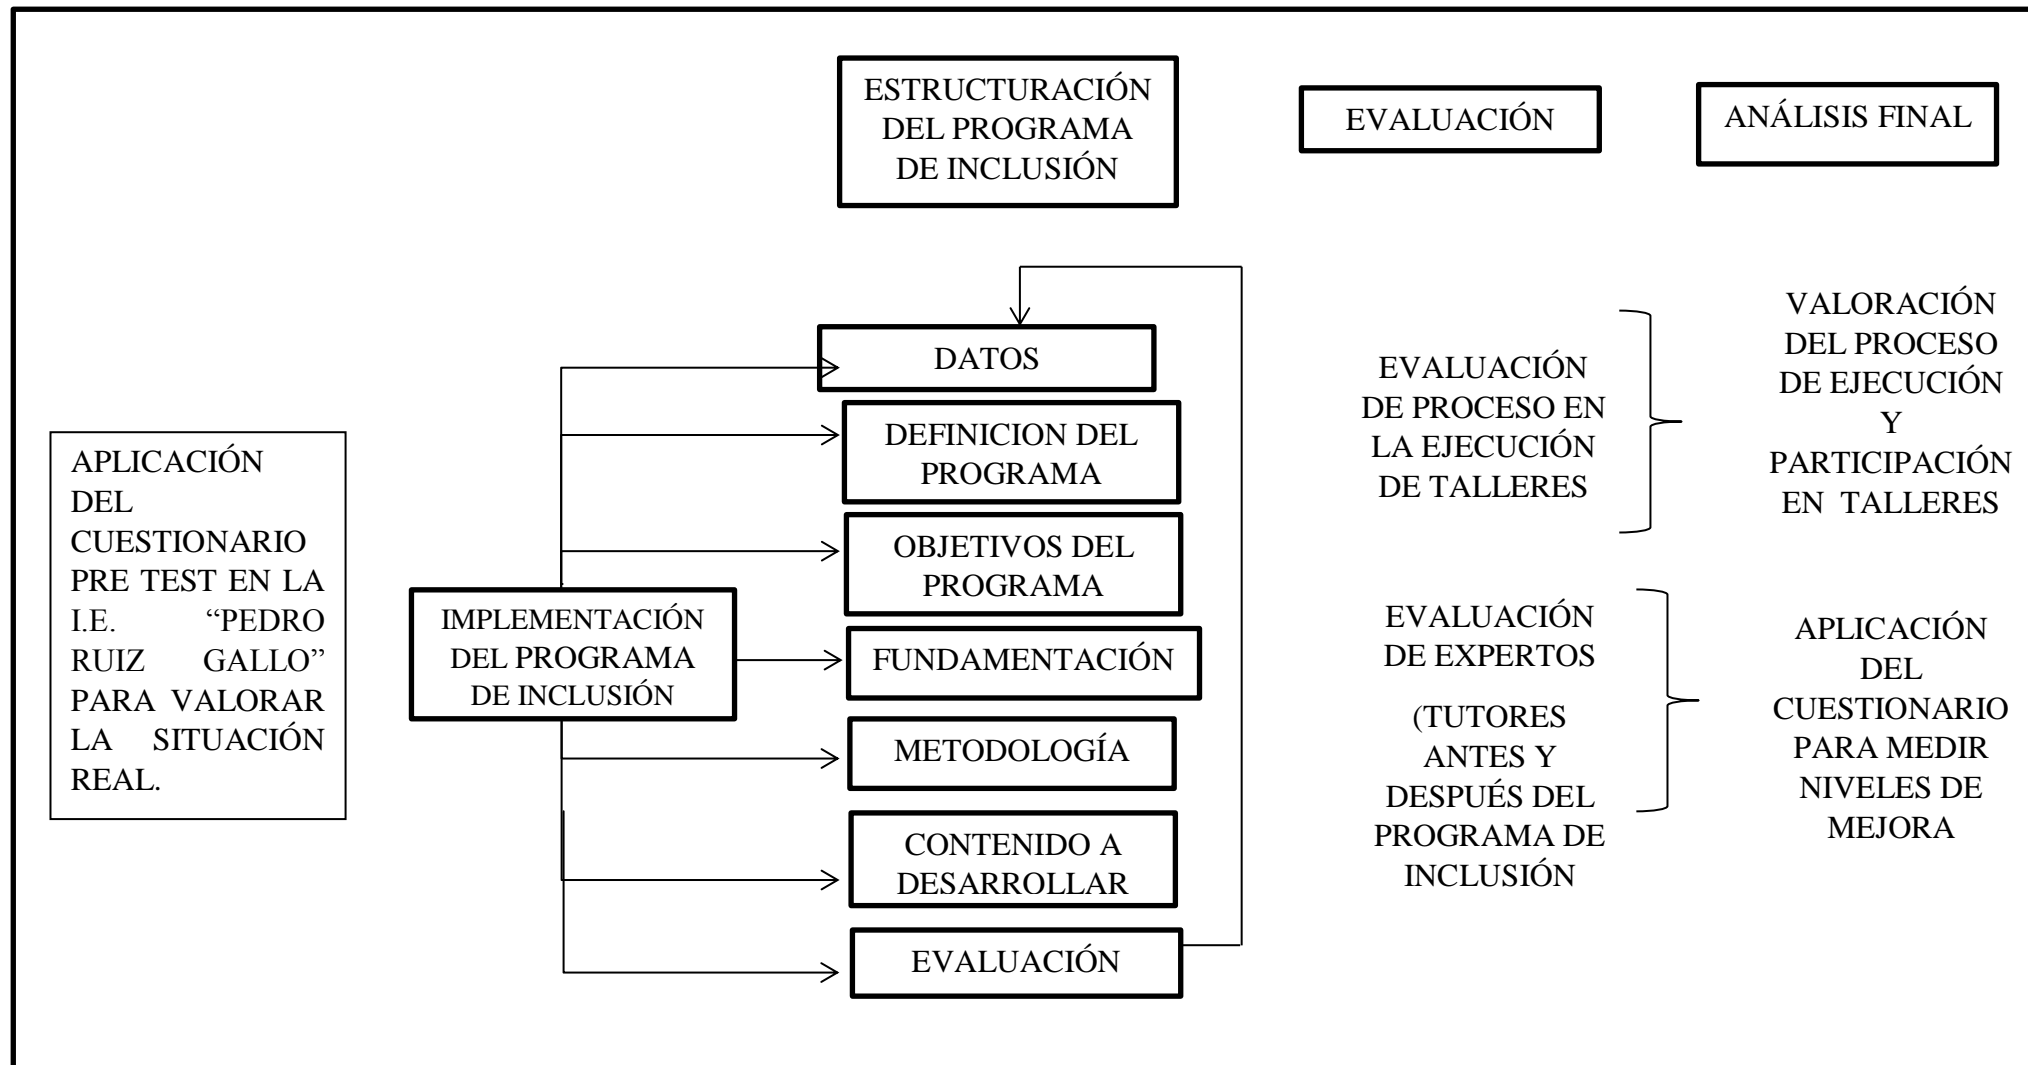 ESTRUCTURACIÓN
DEL PROGRAMA
DE INCLUSIÓN
EVALUACIÓN
ANÁLISIS FINAL
APLICACIÓN
DEL
CUESTIONARIO
PRE TEST EN LA
I.E. “PEDRO
RUIZ GALLO”
PARA VALORAR
LA SITUACIÓN
REAL.
IMPLEMENTACIÓN
DEL PROGRAMA
DE INCLUSIÓN
DATOS
DEFINICION DEL
PROGRAMA
OBJETIVOS DEL
PROGRAMA
FUNDAMENTACIÓN
METODOLOGÍA
CONTENIDO A
DESARROLLAR
EVALUACIÓN
EVALUACIÓN
DE PROCESO EN
LA EJECUCIÓN
DE TALLERES
EVALUACIÓN
DE EXPERTOS
(TUTORES
ANTES Y
DESPUÉS DEL
PROGRAMA DE
INCLUSIÓN
VALORACIÓN
DEL PROCESO
DE EJECUCIÓN
Y
PARTICIPACIÓN
EN TALLERES
APLICACIÓN
DEL
CUESTIONARIO
PARA MEDIR
NIVELES DE
MEJORA